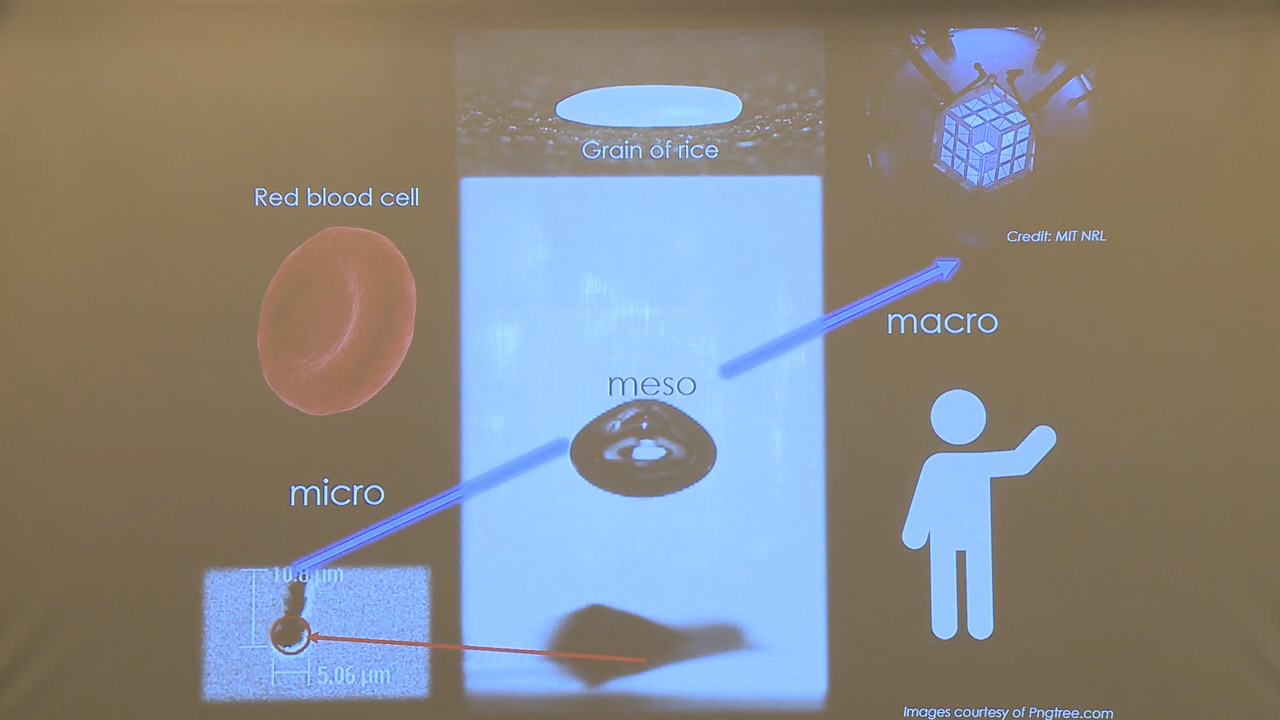 Grain of rice
Red blood cell
Credit: MIT NRL
macro
meso
micro
10.8 µm
5.06 µm
Images courtesy of Pngtree.com